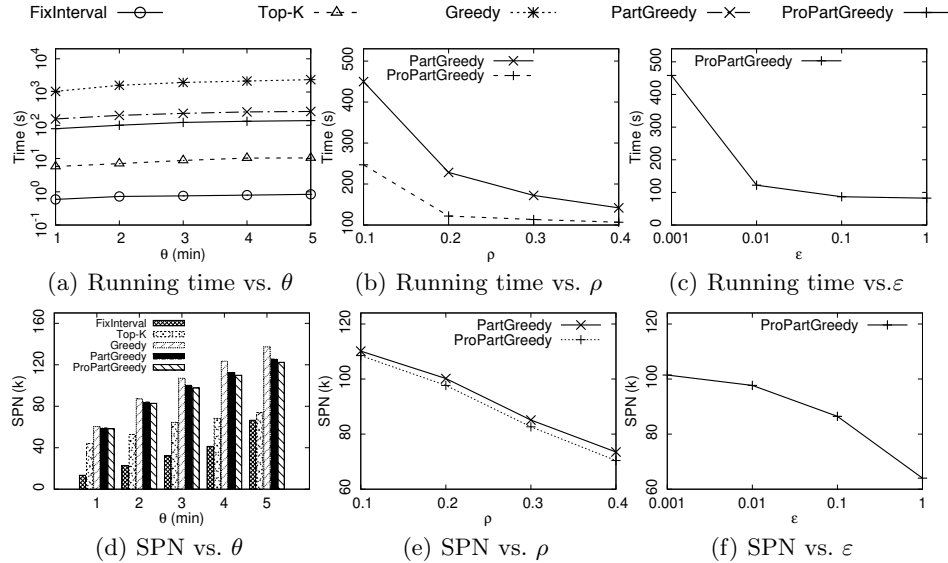 FixInterval Top-K Greedy PartGreedy ProPartGreedy
Time (s)
10^4
10^3
10^2
10^1
10^0
10^-1
1 2 3 4 5
θ (min)
(a) Running time vs. θ
Time (s)
500
400
300
200
100
PartGreedy
ProPartGreedy
0.1 0.2 0.3 0.4
ρ
(b) Running time vs. ρ
Time (s)
500
400
300
200
100
0
ProPartGreedy
0.001 0.01 0.1 1
ε
(c) Running time vs.ε
SPN (k)
160
120
80
40
0
FixInterval
Top-K
Greedy
PartGreedy
ProPartGreedy
1 2 3 4 5
θ (min)
(d) SPN vs. θ
SPN (k)
120
100
80
60
PartGreedy
ProPartGreedy
0.1 0.2 0.3 0.4
ρ
(e) SPN vs. ρ
SPN (k)
120
100
80
60
ProPartGreedy
0.001 0.01 0.1 1
ε
(f) SPN vs. ε